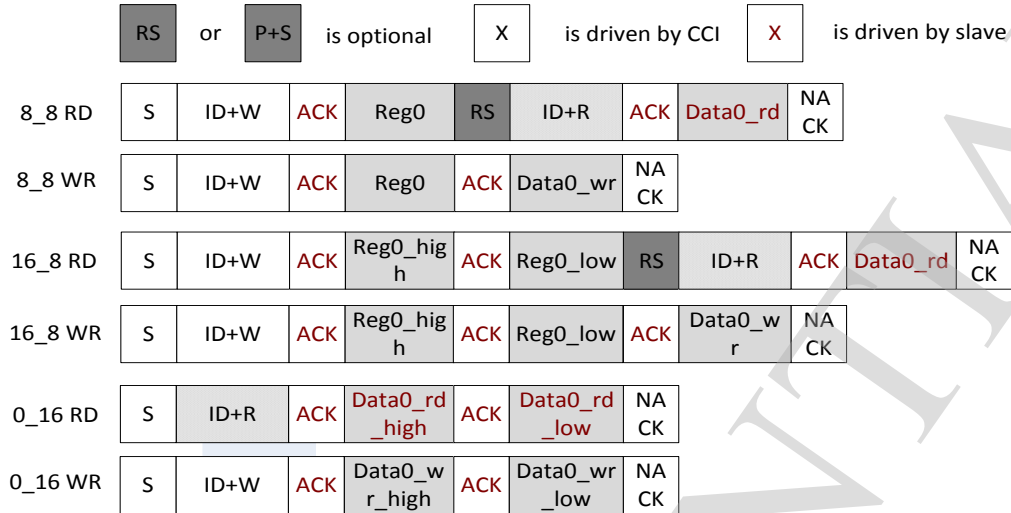 RS or P+S is optional X is driven by CCI X is driven by slave
8_8 RD S ID+W ACK Reg0 RS ID+R ACK Data0_rd NA
CK
8_8 WR S ID+W ACK Reg0 ACK Data0_wr NA
CK
16_8 RD S ID+W ACK Reg0_hig
h ACK Reg0_low RS ID+R ACK Data0_rd NA
CK
16_8 WR S ID+W ACK Reg0_hig
h ACK Reg0_low ACK Data0_w
r NA
CK
0_16 RD S ID+R ACK Data0_rd
_high ACK Data0_rd
_low NA
CK
0_16 WR S ID+W ACK Data0_w
r_high ACK Data0_wr
_low NA
CK